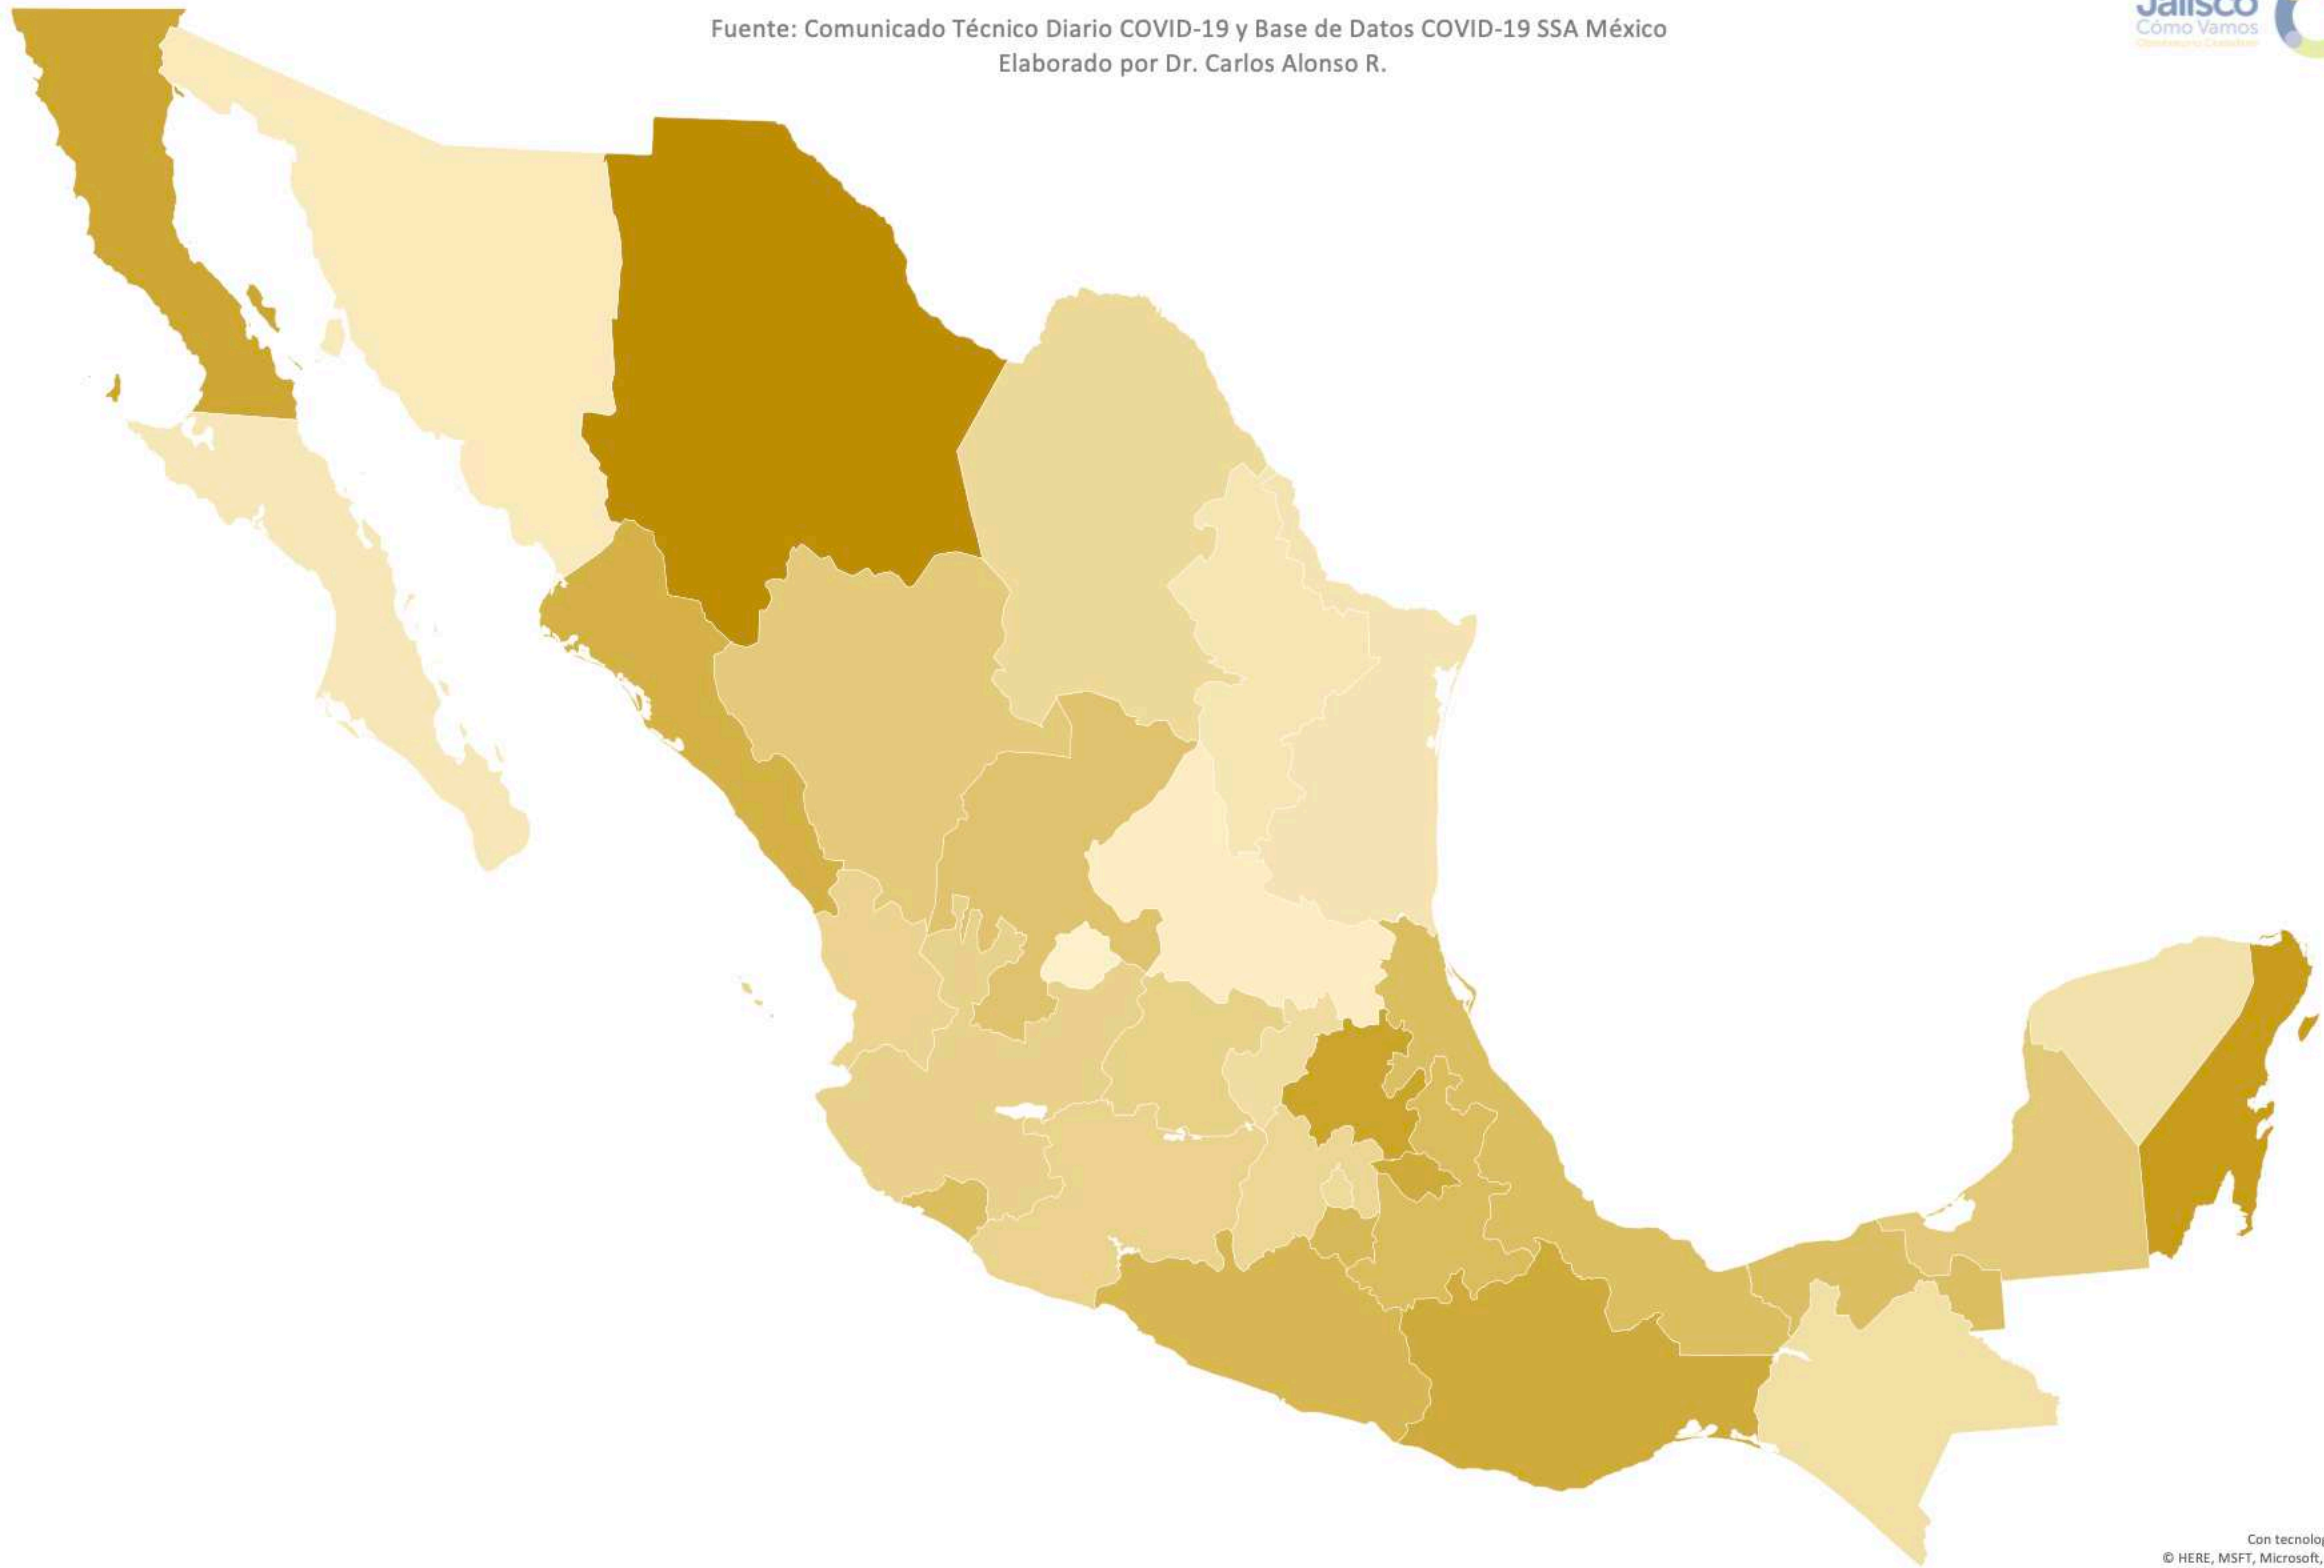 Fuente: Comunicado Técnico Diario COVID-19 y Base de Datos COVID-19 SSA México
Elaborado por Dr. Carlos Alonso R.
Jalisco
Cómo Vamos
Con tecnolog
© HERE, MSFT, Microsoft,